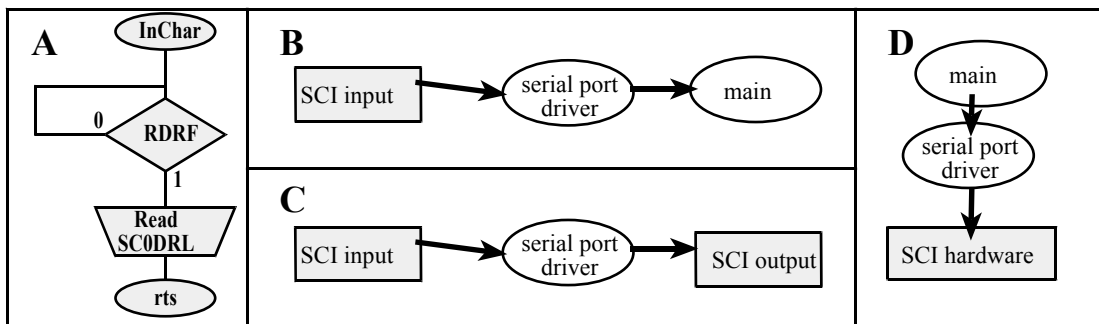 A
InChar
0
RDRF
1
Read
SC0DRL
rts
B
SCI input
serial port
driver
main
C
SCI input
serial port
driver
SCI output
D
main
serial port
driver
SCI hardware